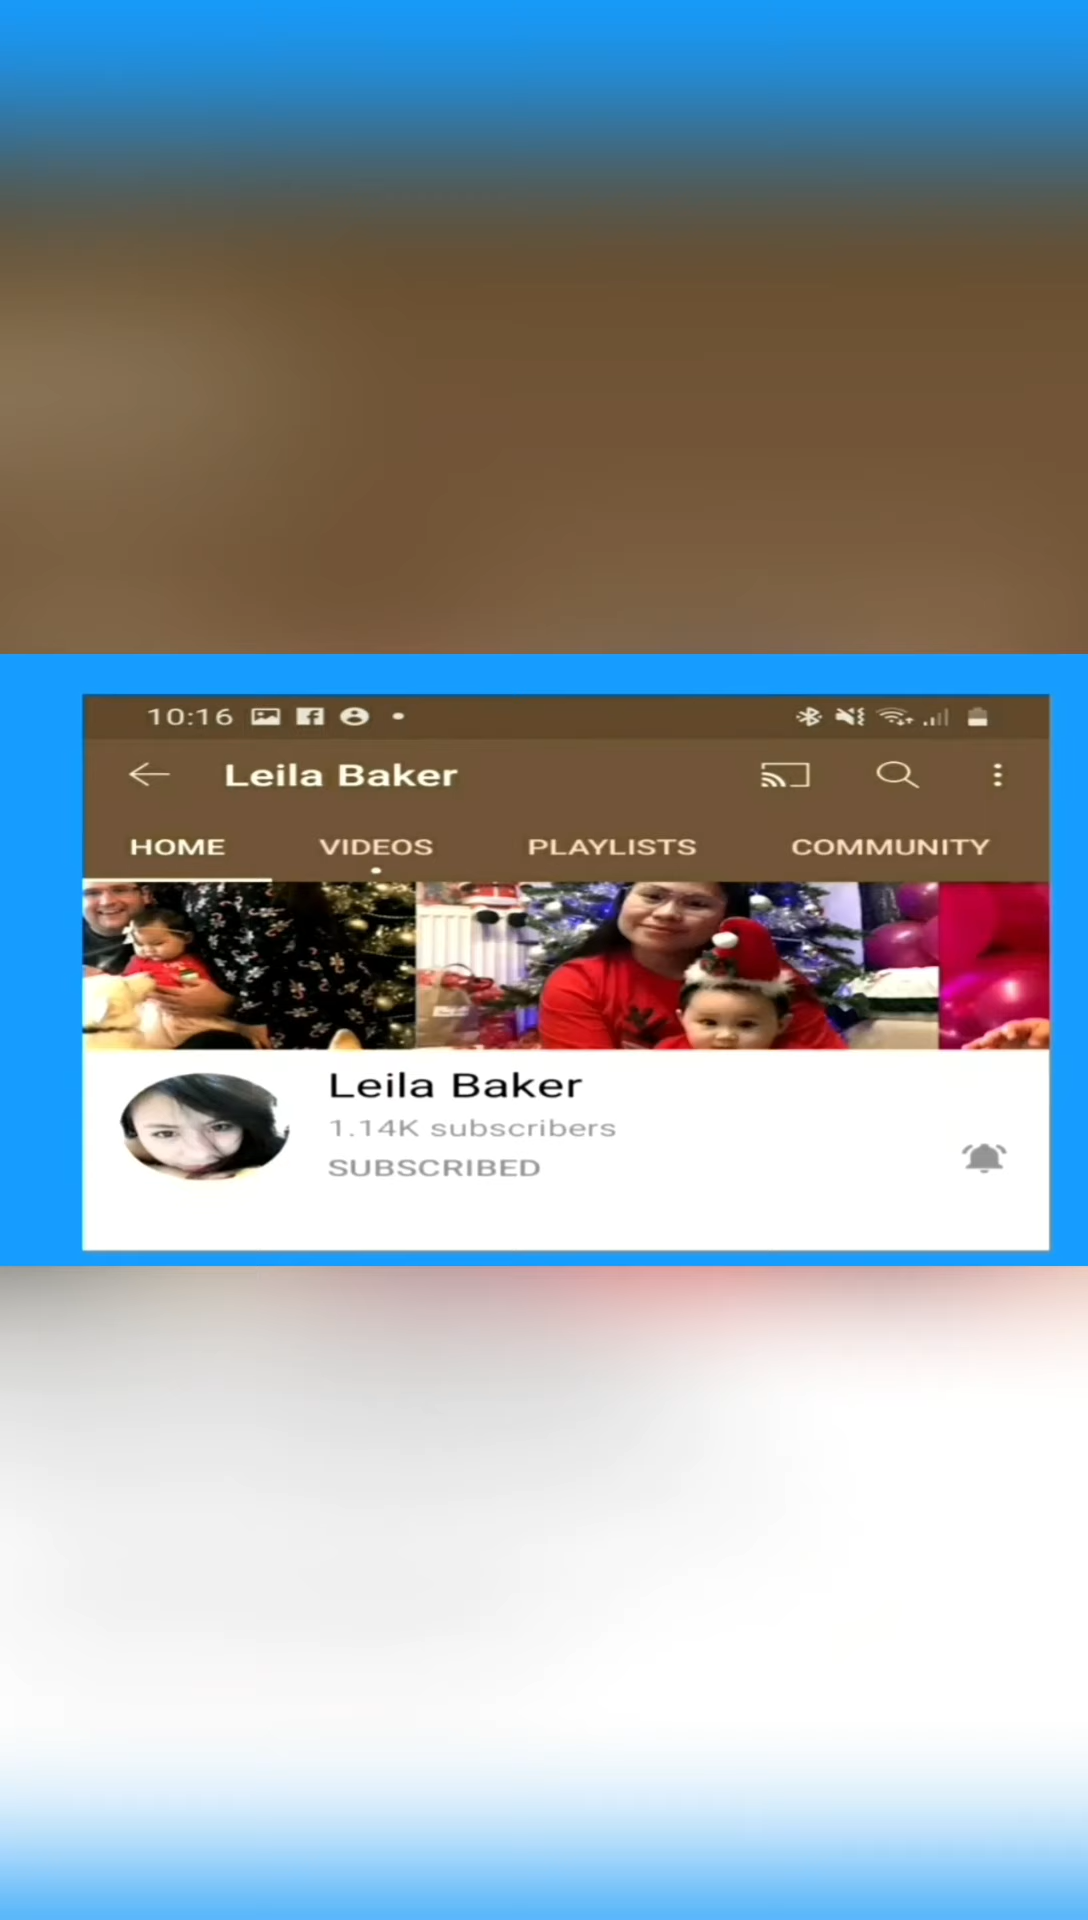 10:16
Leila Baker
HOME VIDEOS PLAYLISTS COMMUNITY
Leila Baker
1.14K subscribers
SUBSCRIBED